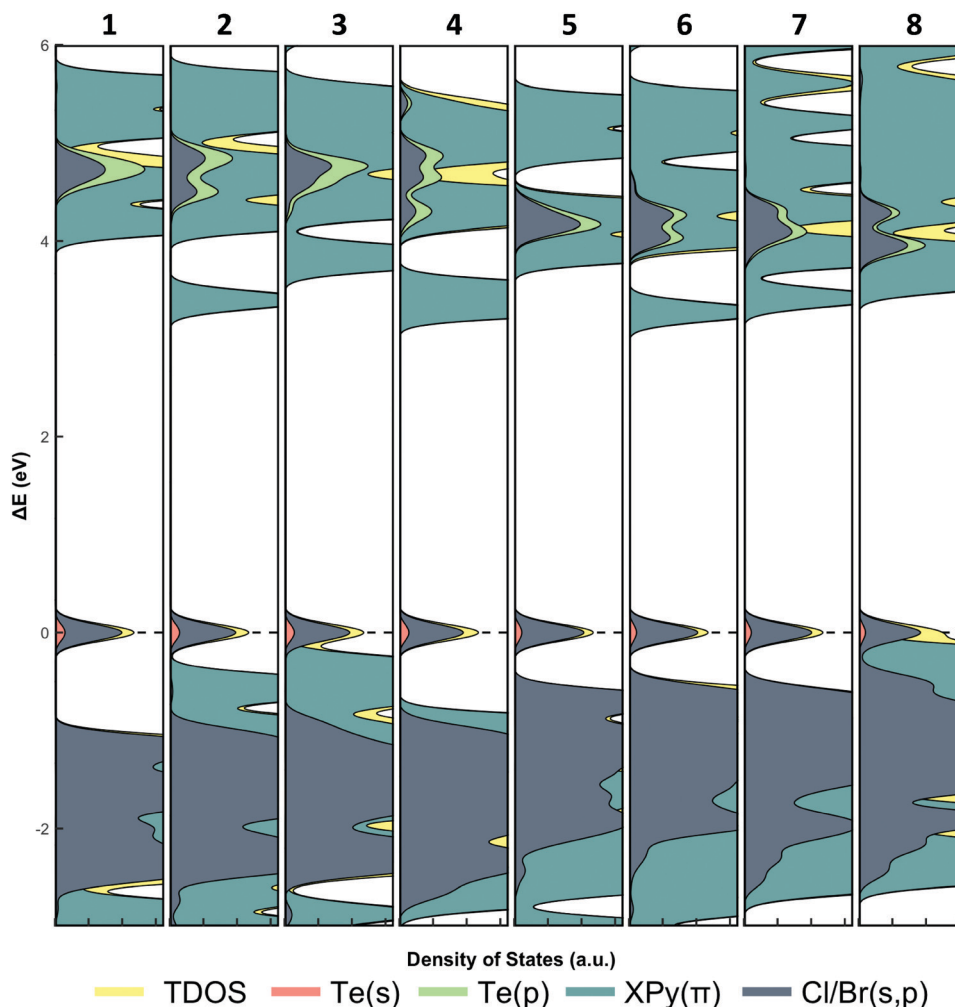 1 2 3 4 5 6 7 8
6
4
2
0
-2
ΔE (eV)
Density of States (a.u.)
TDOS Te(s) Te(p) XPy(π) Cl/Br(s,p)